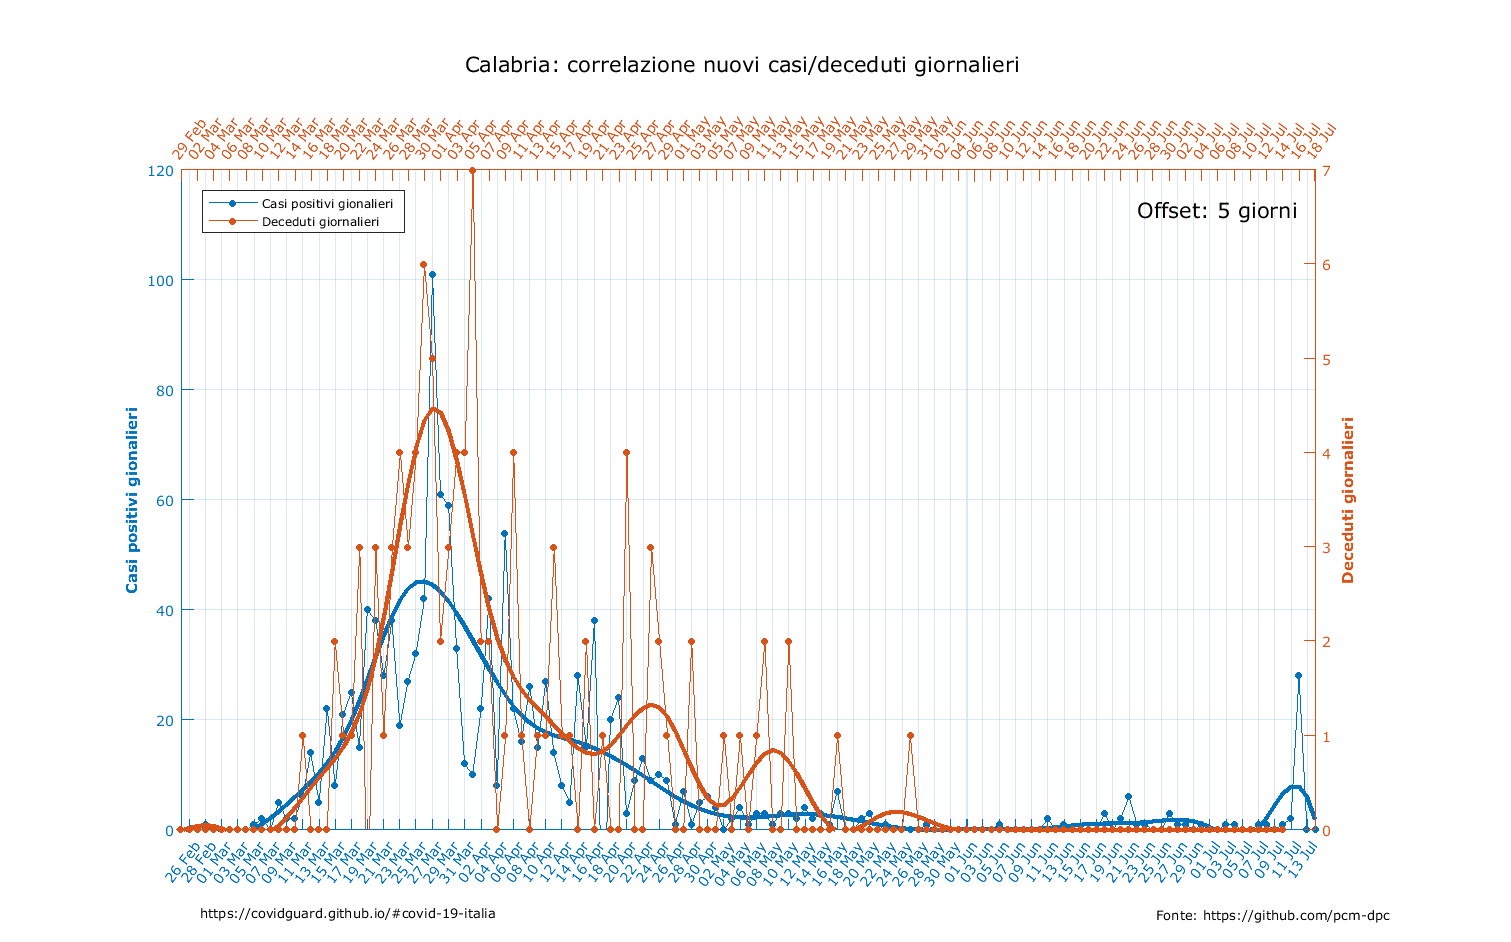 Calabria: correlazione nuovi casi/deceduti giornalieri
29 Feb
02 Mar
04 Mar
06 Mar
08 Mar
10 Mar
12 Mar
14 Mar
16 Mar
18 Mar
20 Mar
22 Mar
24 Mar
26 Mar
28 Mar
30 Mar
01 Apr
03 Apr
05 Apr
07 Apr
09 Apr
11 Apr
13 Apr
15 Apr
17 Apr
19 Apr
21 Apr
23 Apr
25 Apr
27 Apr
29 Apr
01 May
03 May
05 May
07 May
09 May
11 May
13 May
15 May
17 May
19 May
21 May
23 May
25 May
27 May
29 May
31 May
02 Jun
04 Jun
06 Jun
08 Jun
10 Jun
12 Jun
14 Jun
16 Jun
18 Jun
20 Jun
22 Jun
24 Jun
26 Jun
28 Jun
30 Jun
02 Jul
04 Jul
06 Jul
08 Jul
10 Jul
12 Jul
14 Jul
16 Jul
18 Jul
Casi positivi gionalieri
Deceduti giornalieri
Offset: 5 giorni
120
100
80
60
40
20
0
Casi positivi gionalieri
7
6
5
4
3
2
1
0
Deceduti giornalieri
26 Feb
28 Feb
01 Mar
03 Mar
05 Mar
07 Mar
09 Mar
11 Mar
13 Mar
15 Mar
17 Mar
19 Mar
21 Mar
23 Mar
25 Mar
27 Mar
29 Mar
31 Mar
02 Apr
04 Apr
06 Apr
08 Apr
10 Apr
12 Apr
14 Apr
16 Apr
18 Apr
20 Apr
22 Apr
24 Apr
26 Apr
28 Apr
30 Apr
02 May
04 May
06 May
08 May
10 May
12 May
14 May
16 May
18 May
20 May
22 May
24 May
26 May
28 May
30 May
01 Jun
03 Jun
05 Jun
07 Jun
09 Jun
11 Jun
13 Jun
15 Jun
17 Jun
19 Jun
21 Jun
23 Jun
25 Jun
27 Jun
29 Jun
01 Jul
03 Jul
05 Jul
07 Jul
09 Jul
11 Jul
13 Jul
https://covidguard.github.io/#covid-19-italia
Fonte: https://github.com/pcm-dpc